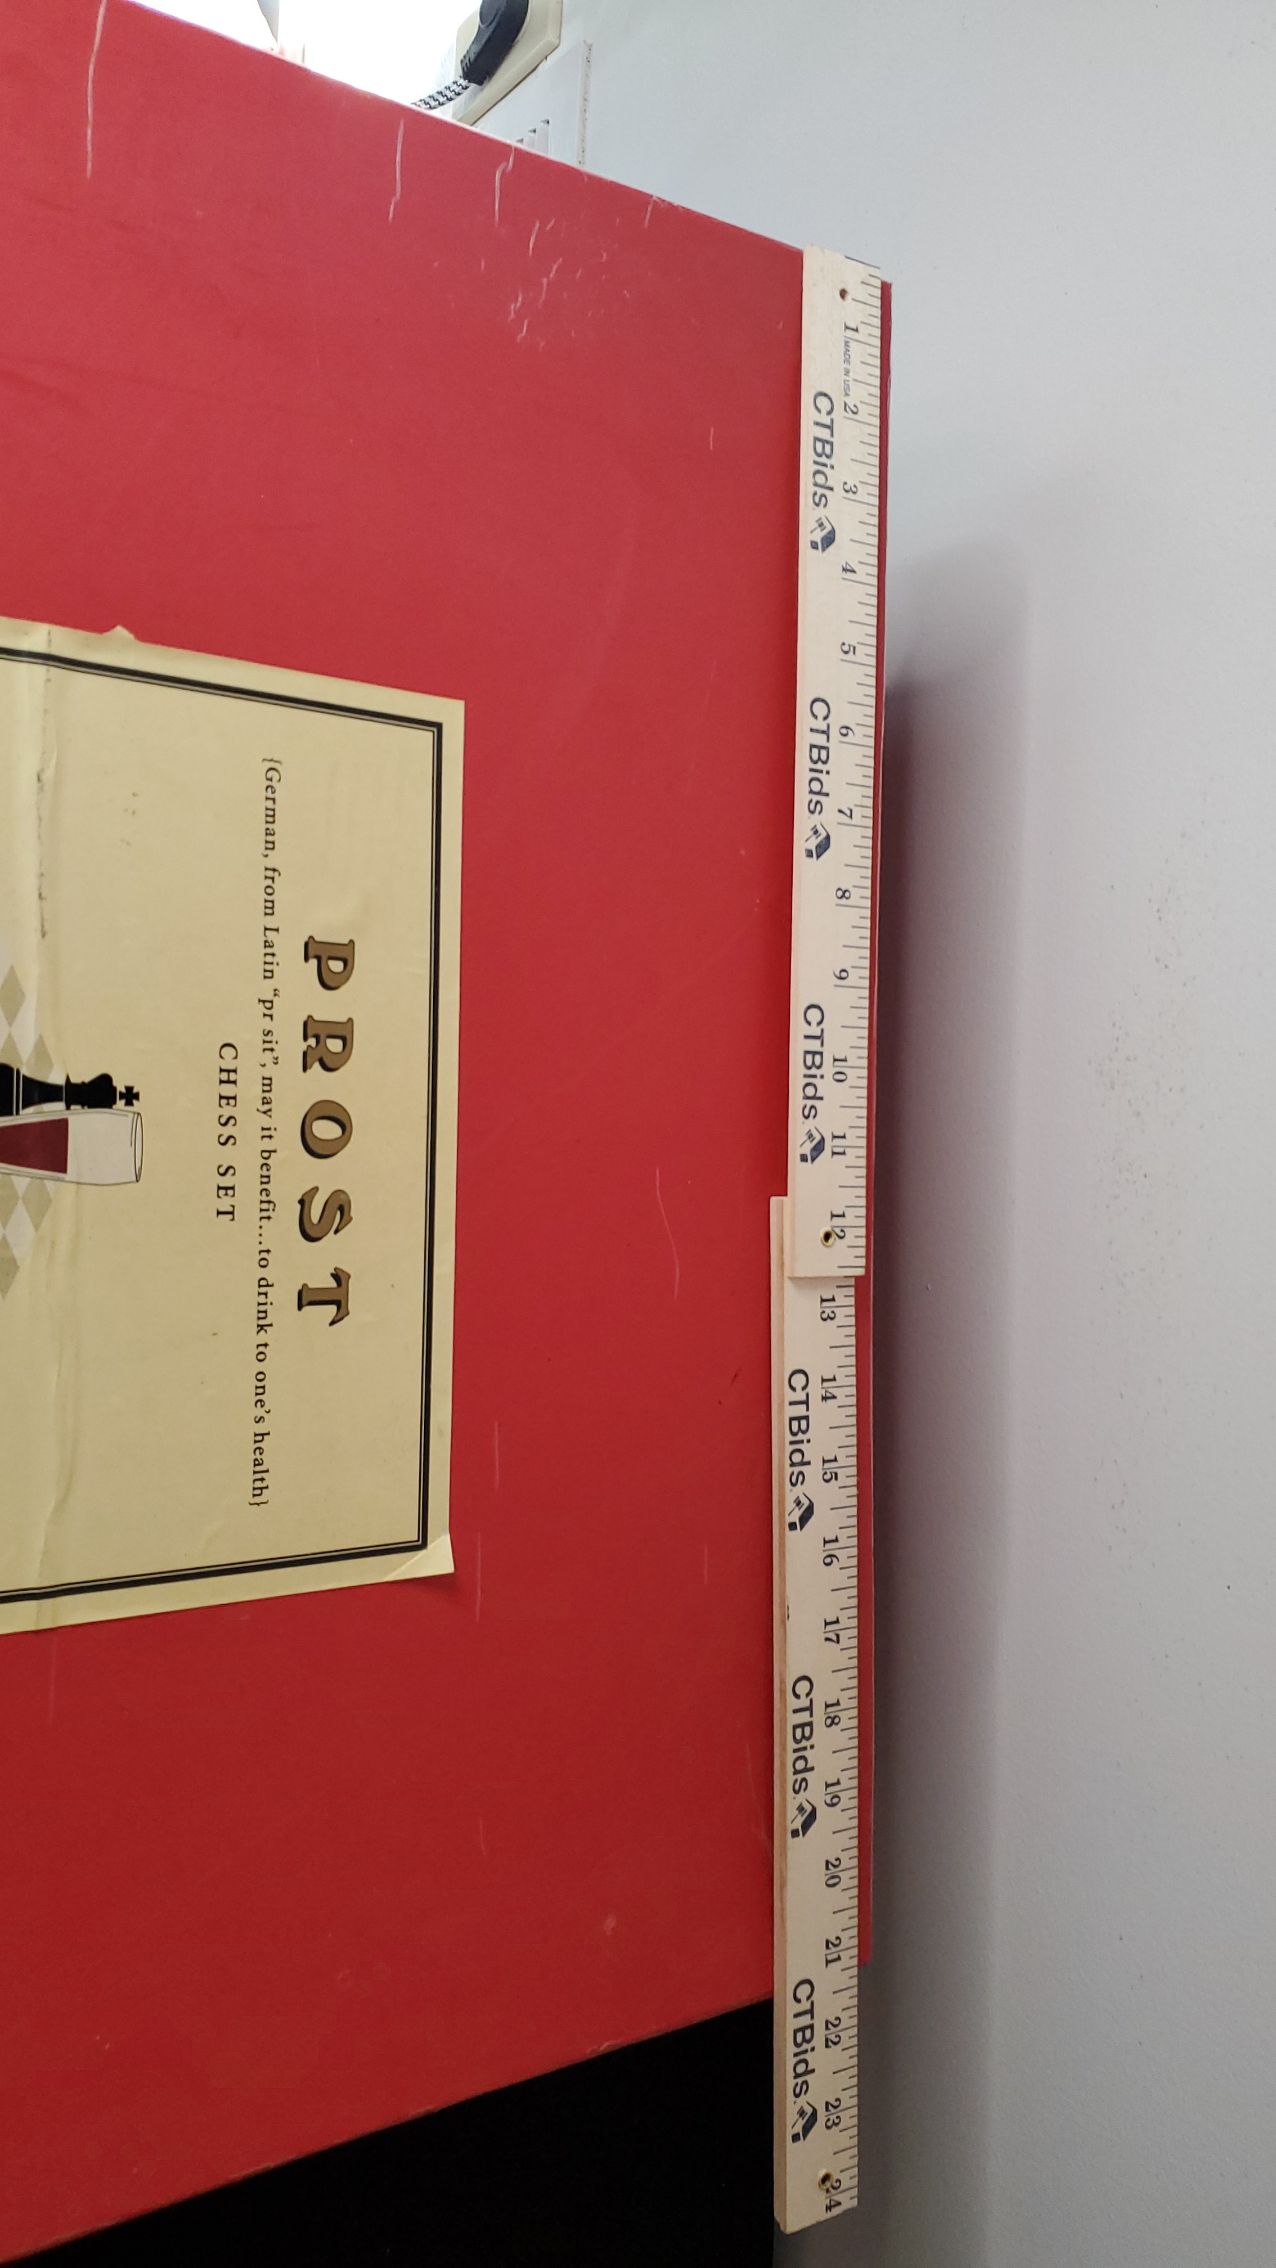 PROST
{German, from Latin “pr sit”, may it benefit...to drink to one’s health}
CHESS SET
1 2 3 4 5 6 7 8 9 10 11 12
MADE IN USA
CTBids. CTBids. CTBids.
13 14 15 16 17 18 19 20 21 22 23 24
CTBids. CTBids. CTBids.